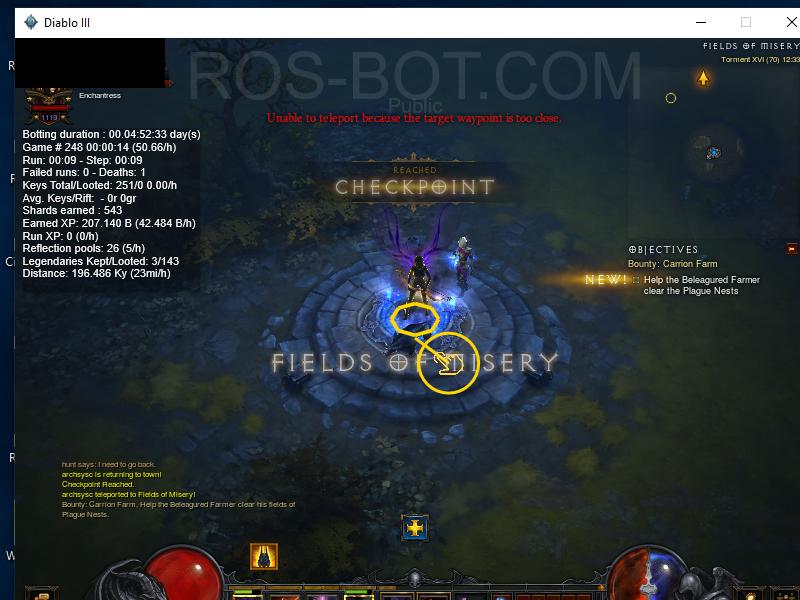 Diablo III
FIELDS OF MISERY
Torment XVI (70) 12:33
ROS-BOT.COM
Public
Enchantress
1119
Unable to teleport because the target waypoint is too close.
Botting duration : 00.04:52:33 day(s)
Game # 248 00:00:14 (50.66/h)
Run: 00:09 - Step: 00:09
Failed runs: 0 - Deaths: 1
Keys Total/Looted: 251/0 0.00/h
Avg. Keys/Rift:  - 0r 0gr
Shards earned : 543
Earned XP: 207.140 B (42.484 B/h)
Run XP: 0 (0/h)
Reflection pools: 26 (5/h)
Legendaries Kept/Looted: 3/143
Distance: 196.486 Ky (23mi/h)
REACHED
CHECKPOINT
OBJECTIVES
Bounty: Carrion Farm
NEW!
Help the Beleagured Farmer
clear the Plague Nests
FIELDS OF MISERY
hunt says: I need to go back.
archsysc is returning to town!
Checkpoint Reached.
archsysc teleported to Fields of Misery!
Bounty: Carrion Farm, Help the Beleagured Farmer clear his fields of
Plague Nests.